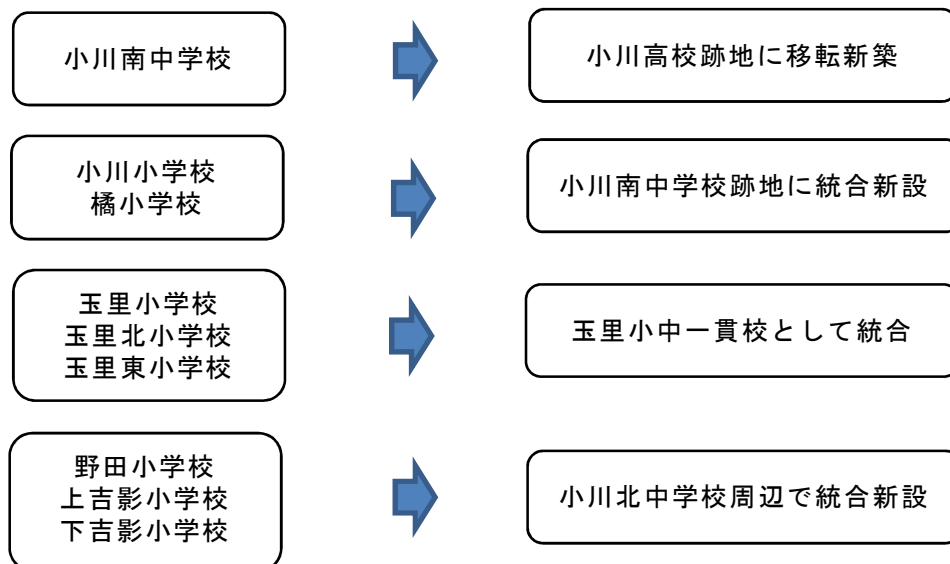 小川南中学校
小川高校跡地に移転新築
小川小学校
橘小学校
小川南中学校跡地に統合新設
玉里小学校
玉里北小学校
玉里東小学校
玉里小中一貫校として統合
野田小学校
上吉影小学校
下吉影小学校
小川北中学校周辺で統合新設